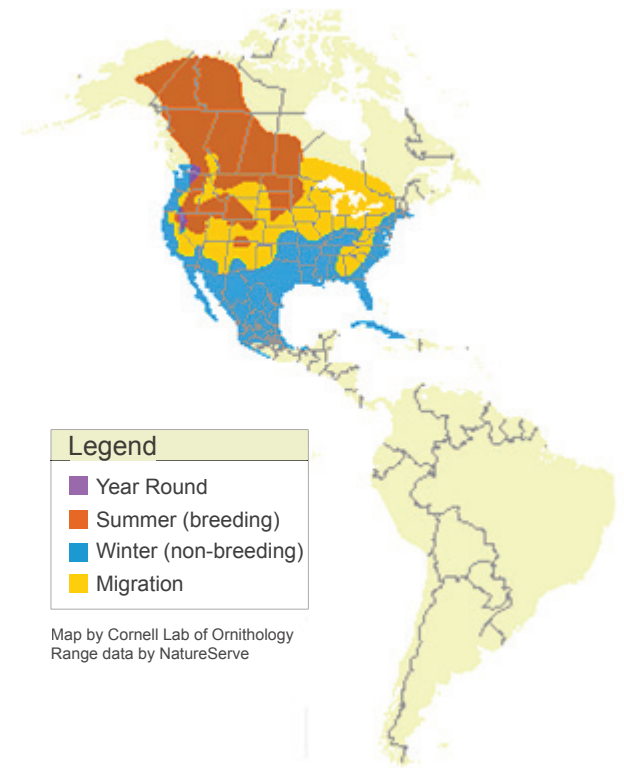 Legend
Year Round
Summer (breeding)
Winter (non-breeding)
Migration
Map by Cornell Lab of Ornithology
Range data by NatureServe